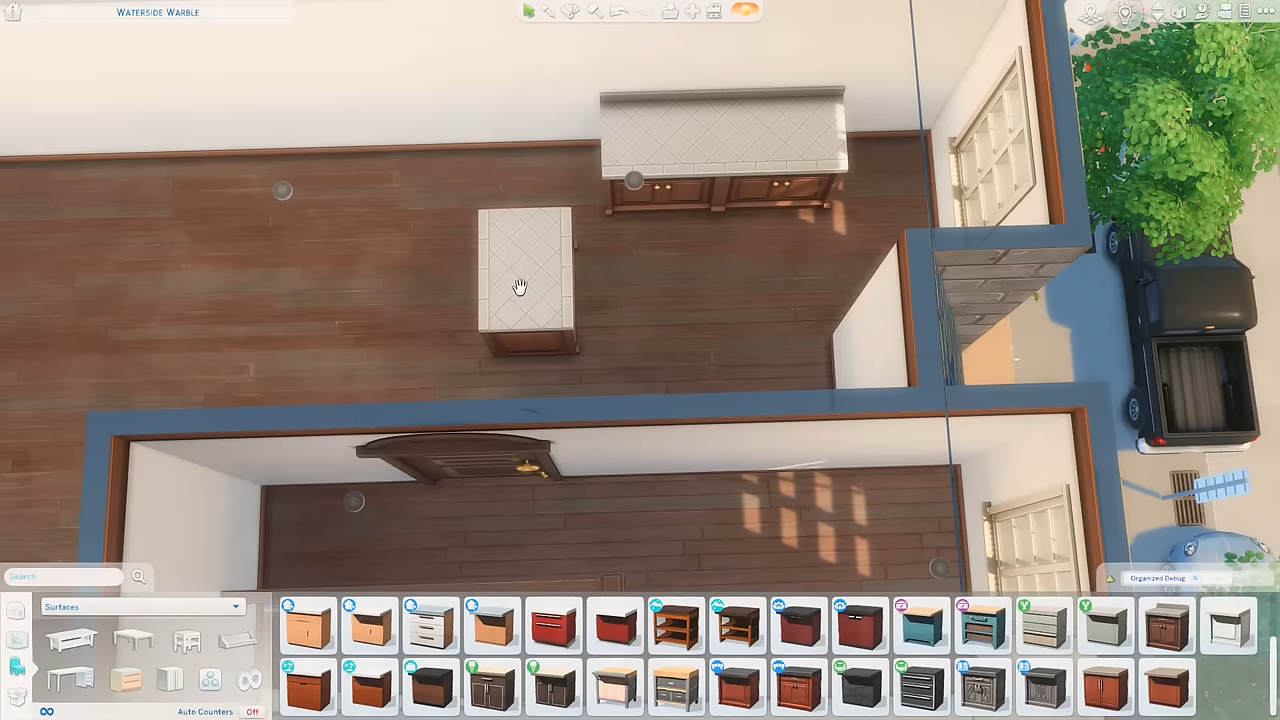 WATERSIDE WARBLE
Organized Debug
Search
Surfaces
Auto Counters
Off